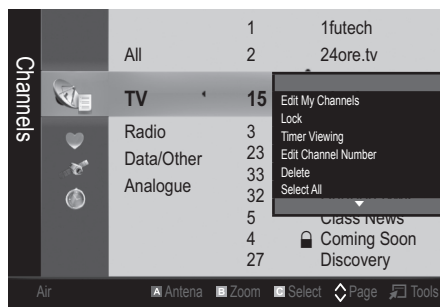 Channels
1 1futech
All 2 24ore.tv
TV 15
Radio 3
Data/Other 23
Analogue 33
32
5 Class News
4 Coming Soon
27 Discovery
Edit My Channels
Lock
Timer Viewing
Edit Channel Number
Delete
Select All
Air A Antena B Zoom C Select Page Tools